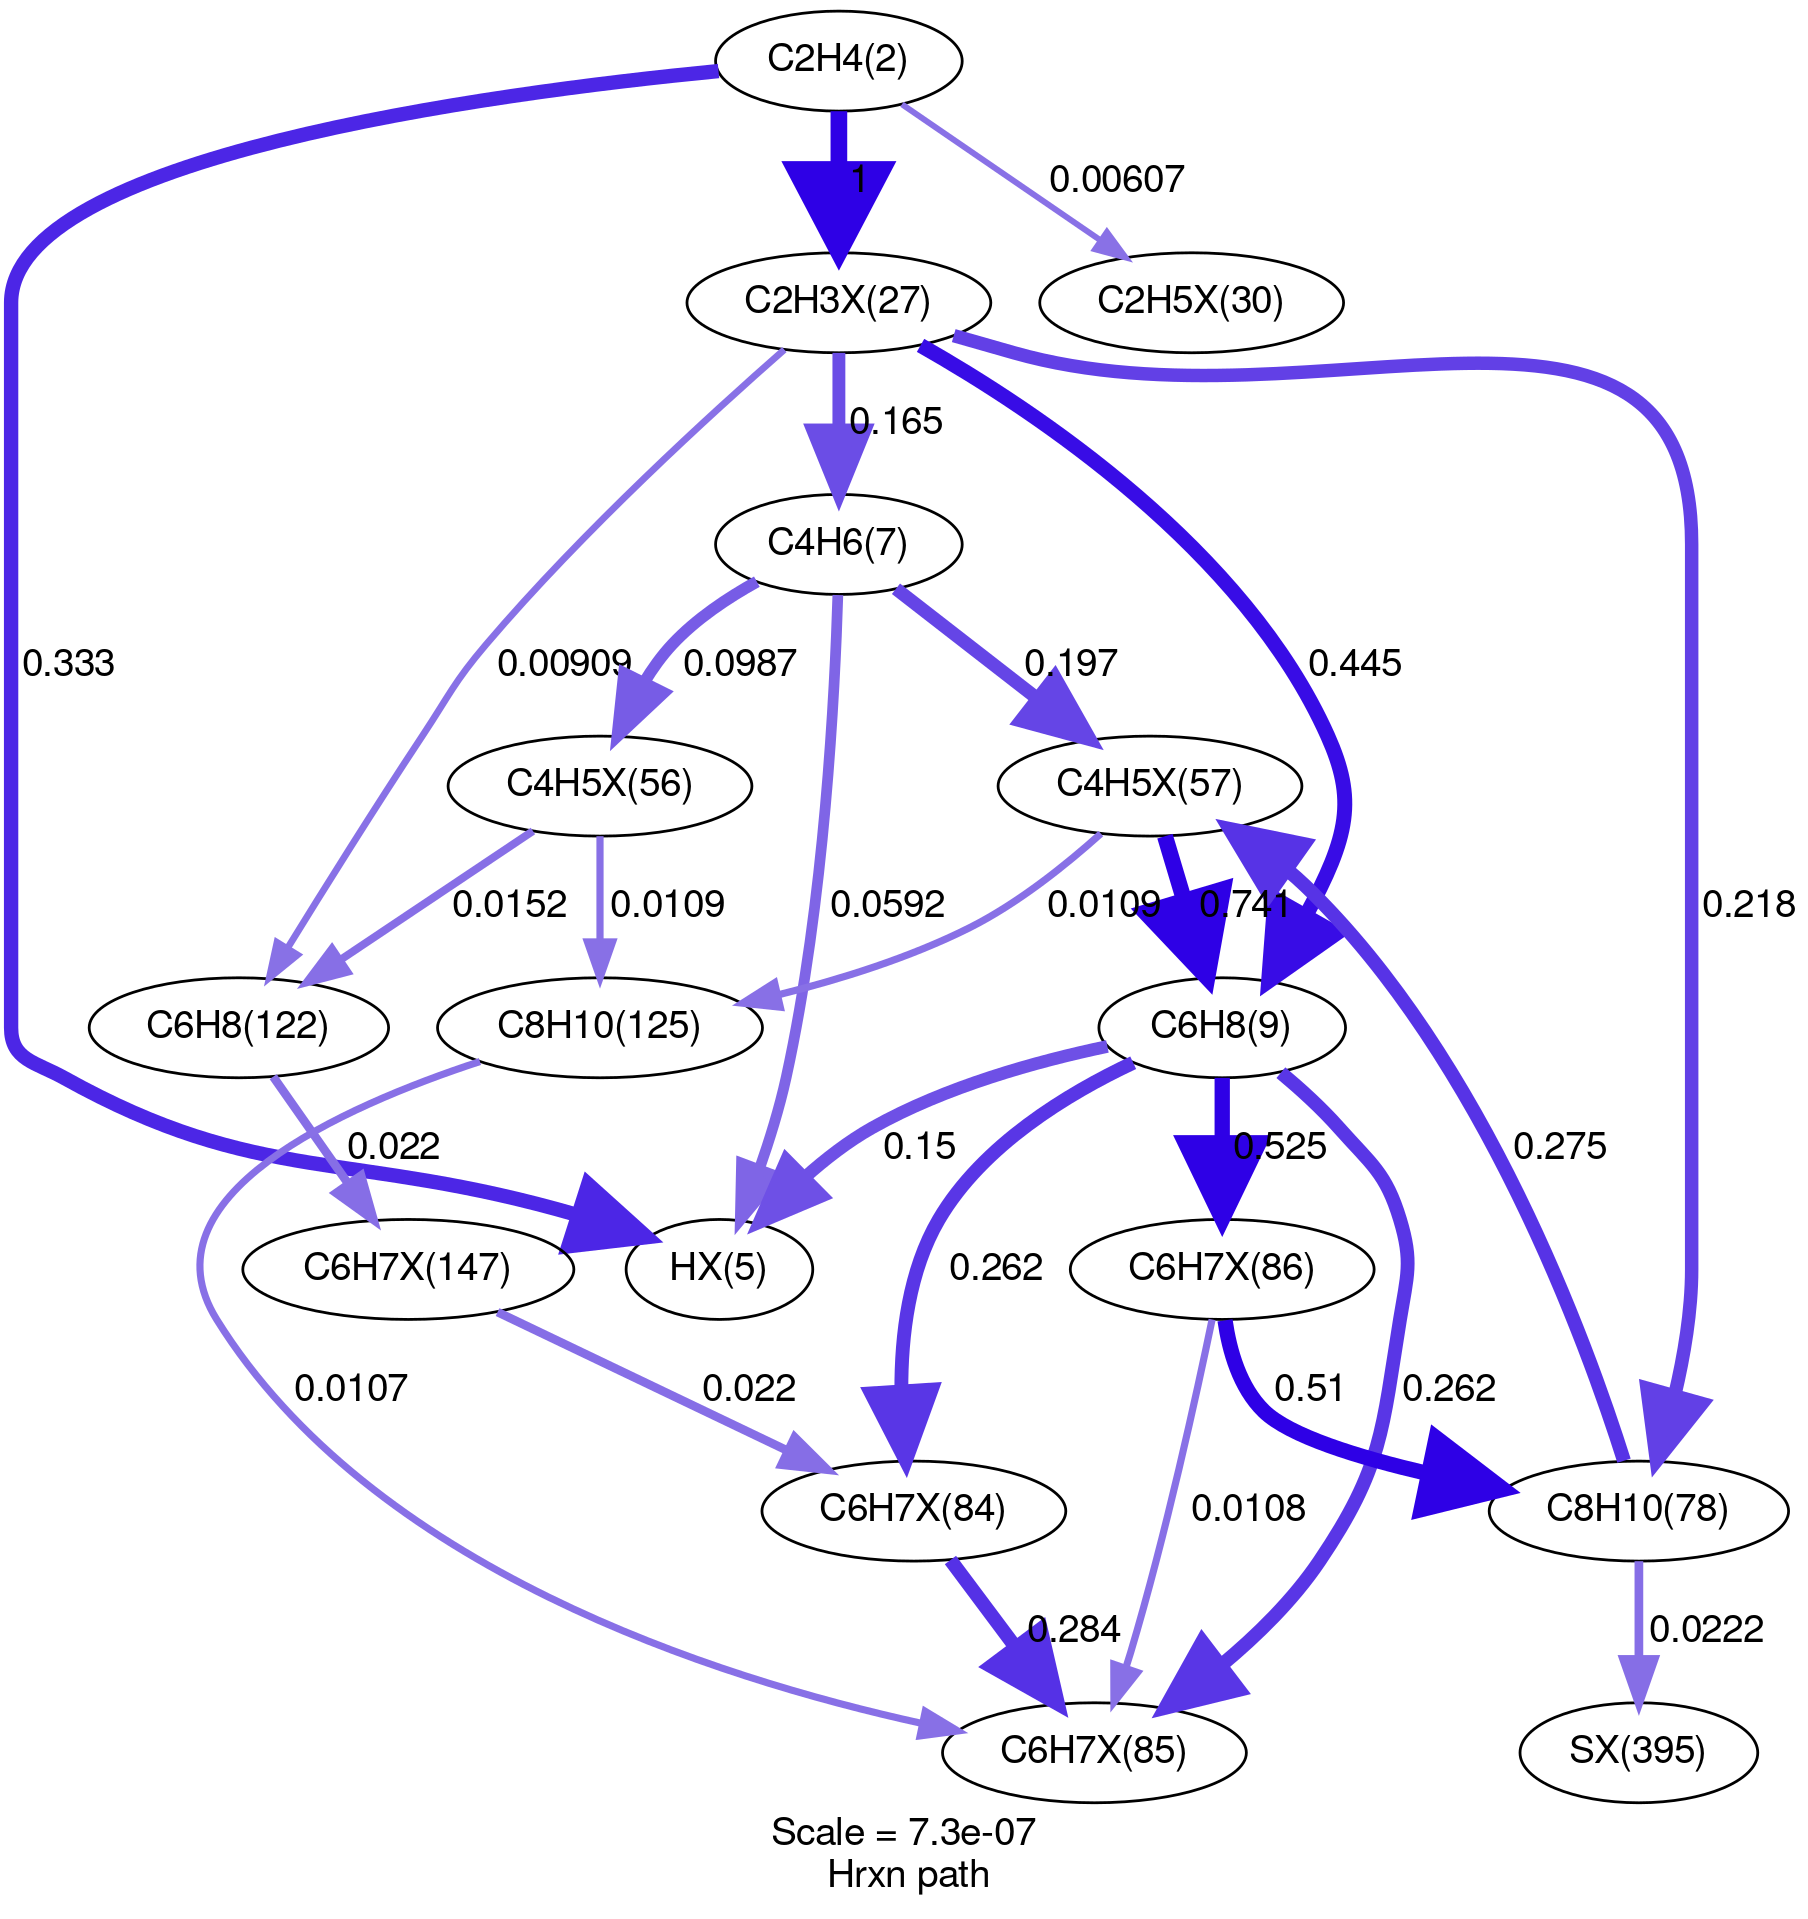 C2H4(2)
1
0.00607
C2H3X(27)
C2H5X(30)
0.165
C4H6(7)
0.333
0.00909
0.0987
0.197
0.445
C4H5X(56)
C4H5X(57)
0.0152
0.0109
0.0592
0.0109
0.741
0.218
C6H8(122)
C8H10(125)
C6H8(9)
0.022
0.15
0.525
0.275
C6H7X(147)
HX(5)
0.262
C6H7X(86)
0.0107
0.022
0.51
0.262
C6H7X(84)
0.0108
C8H10(78)
0.284
0.0222
C6H7X(85)
SX(395)
Scale = 7.3e-07
Hrxn path